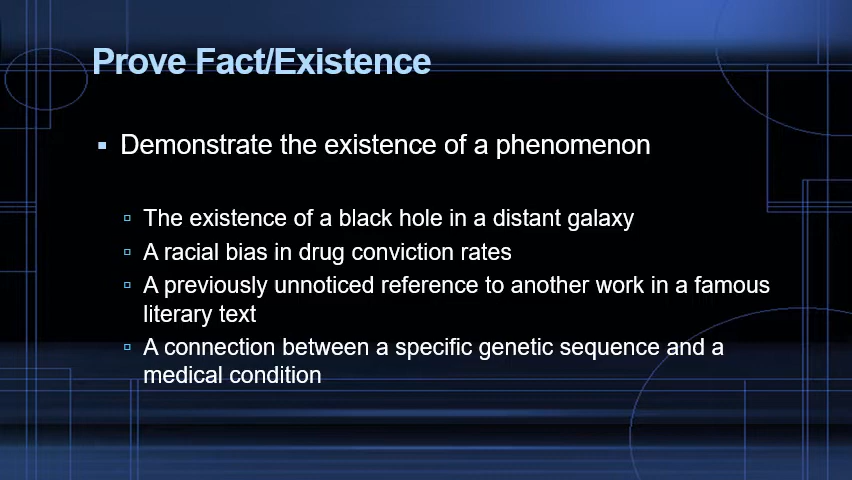 Prove Fact/Existence
Demonstrate the existence of a phenomenon
The existence of a black hole in a distant galaxy
A racial bias in drug conviction rates
A previously unnoticed reference to another work in a famous
literary text
A connection between a specific genetic sequence and a
medical condition